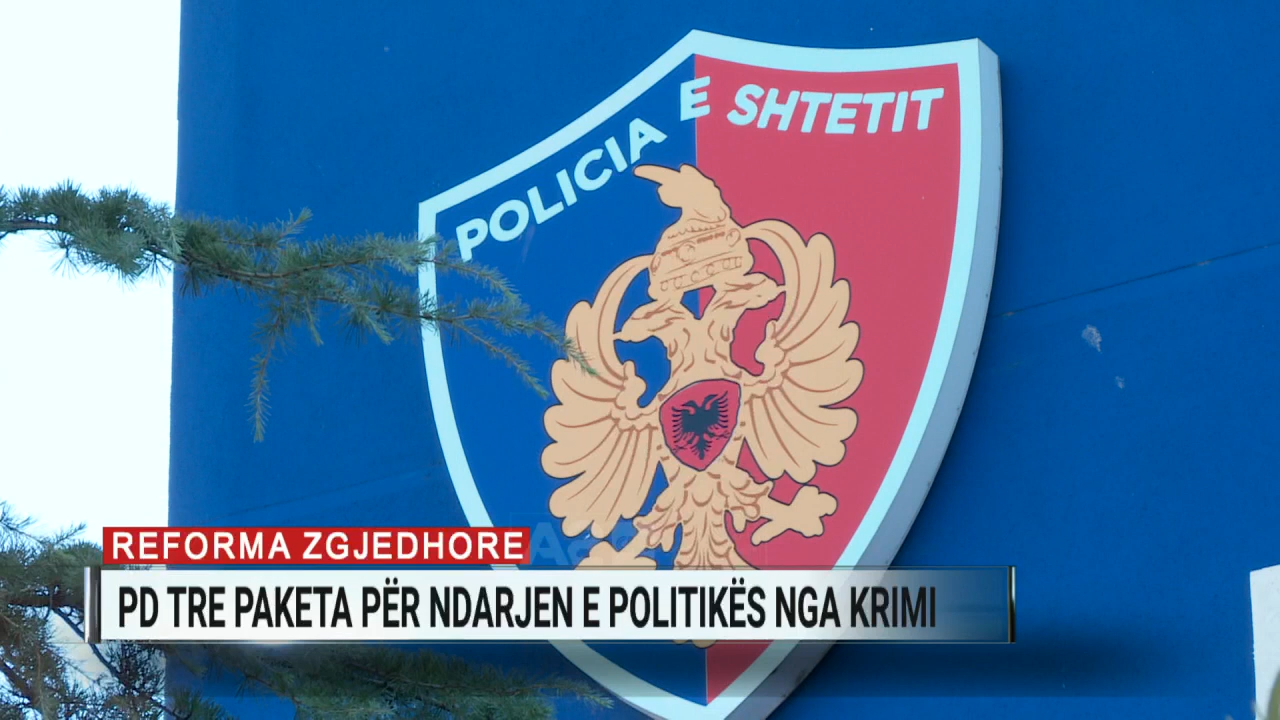 POLICIA E SHTETIT
REFORMA ZGJEDHORE
PD TRE PAKETA PËR NDARJEN E POLITIKËS NGA KRIMI